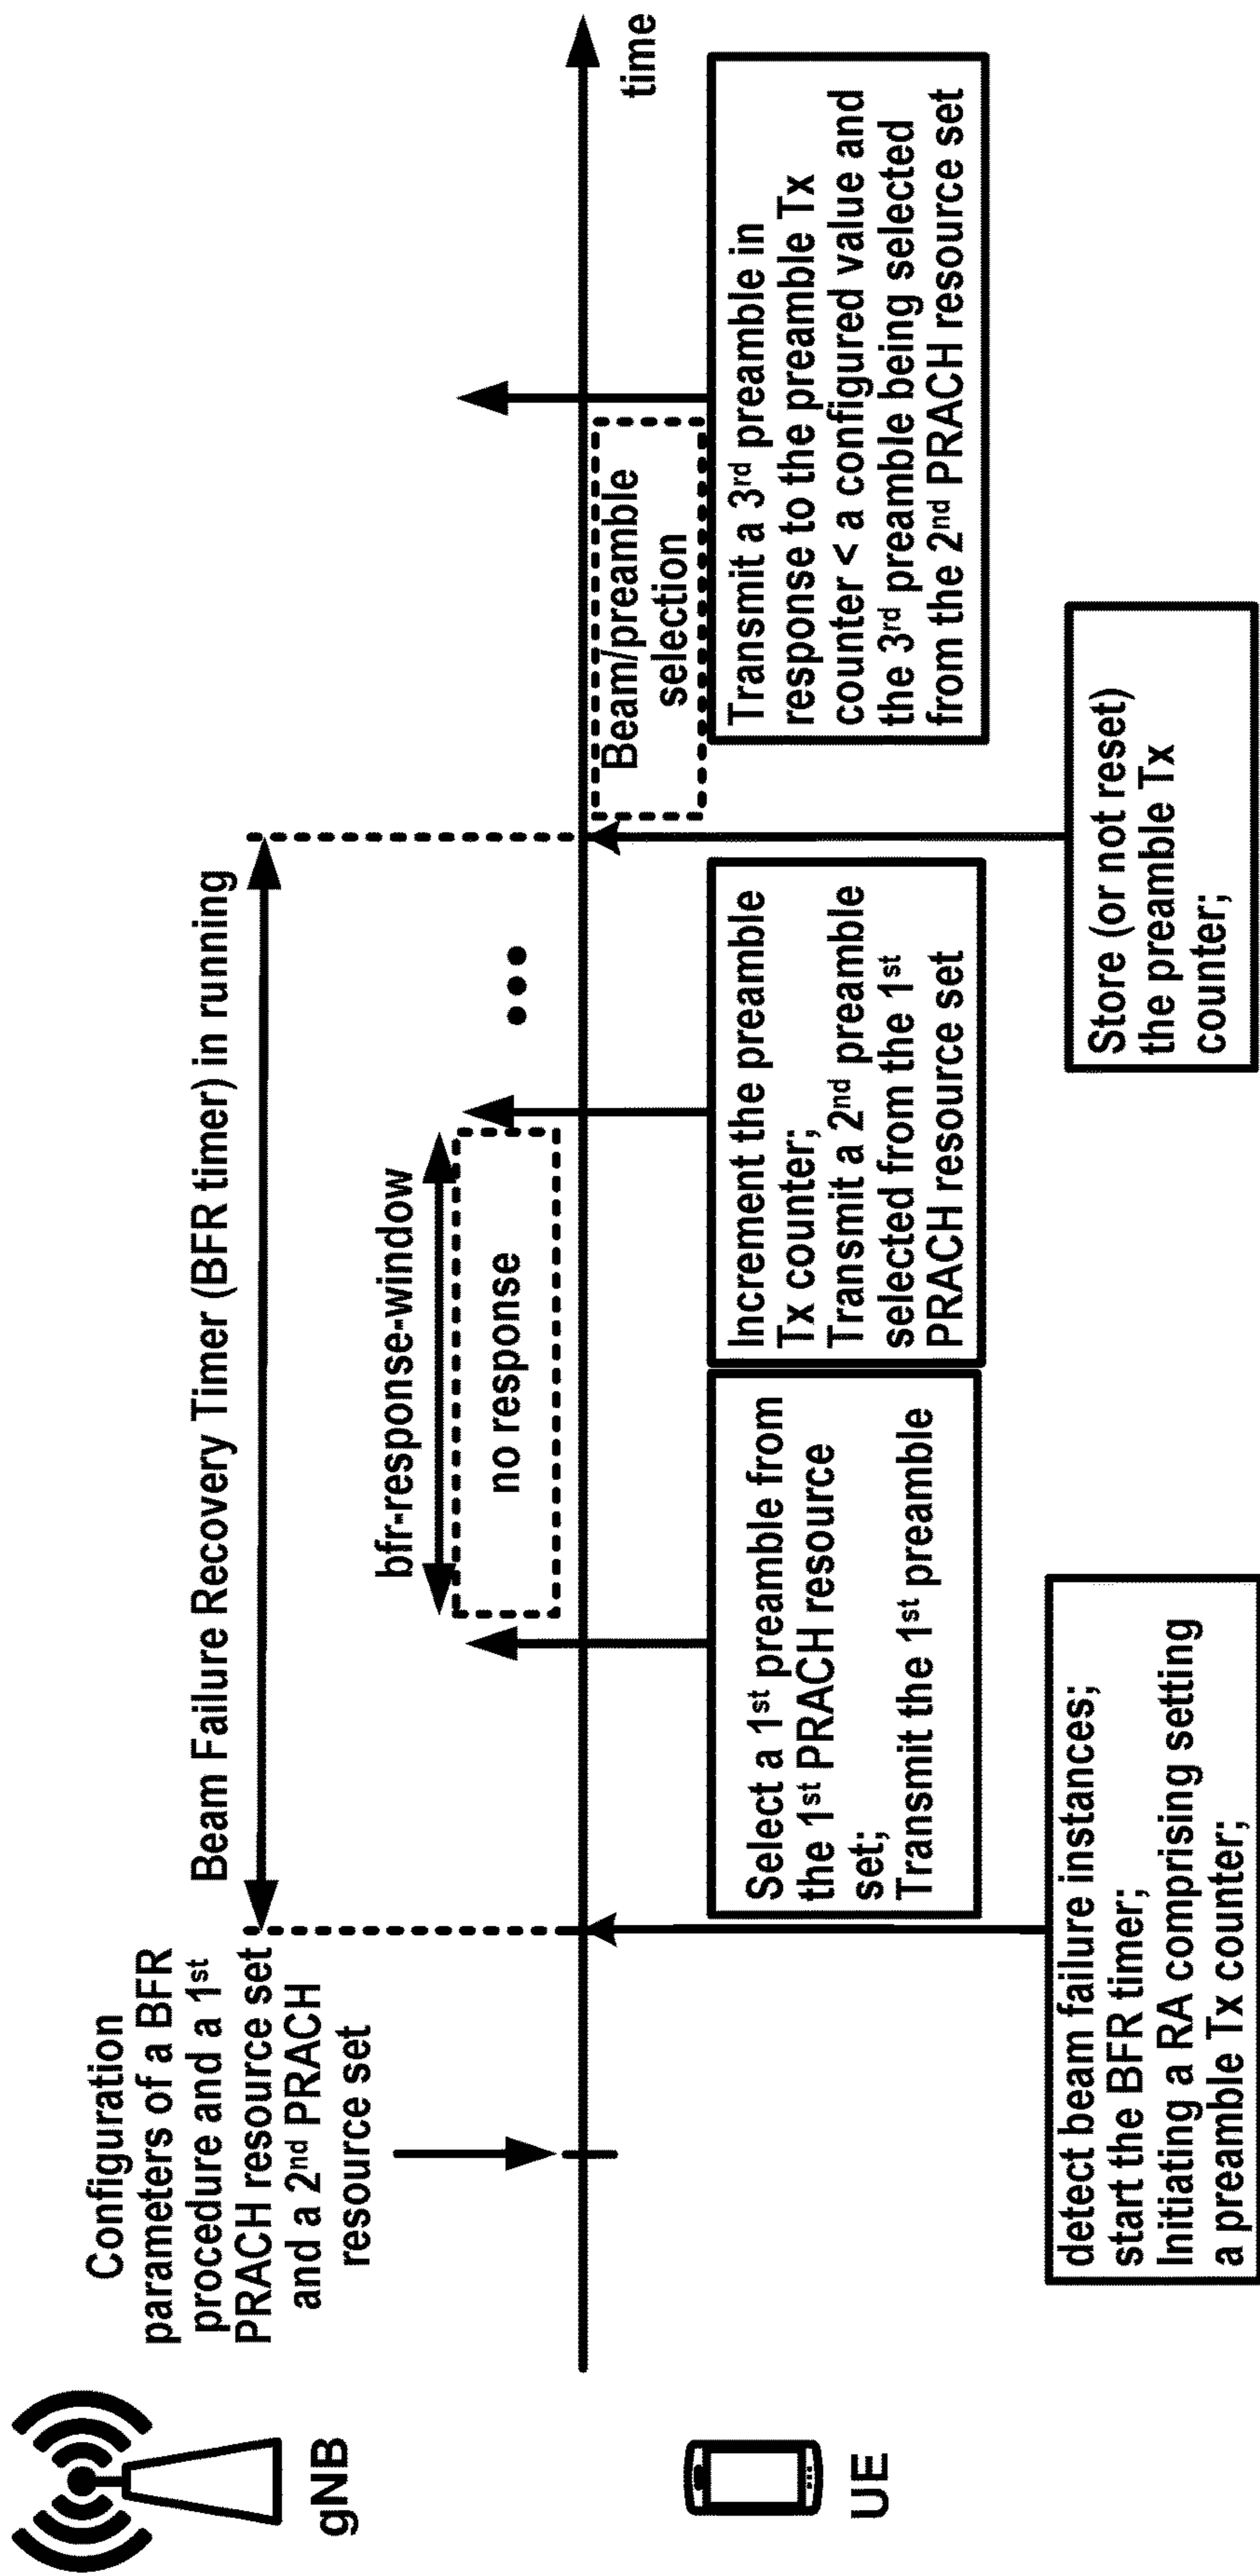 gNB
UE
Configuration
parameters of a BFR
procedure and a 1st
PRACH resource set
and a 2nd PRACH
resource set
Beam Failure Recovery Timer (BFR timer) in running
bfr-response-window
no response
time
Beam/preamble
selection
Select a 1st preamble from
the 1st PRACH resource
set;
Transmit the 1st preamble
Increment the preamble
Tx counter;
Transmit a 2nd preamble
selected from the 1st
PRACH resource set
Transmit a 3rd preamble in
response to the preamble Tx
counter < a configured value and
the 3rd preamble being selected
from the 2nd PRACH resource set
detect beam failure instances;
start the BFR timer;
Initiating a RA comprising setting
a preamble Tx counter;
Store (or not reset)
the preamble Tx
counter;